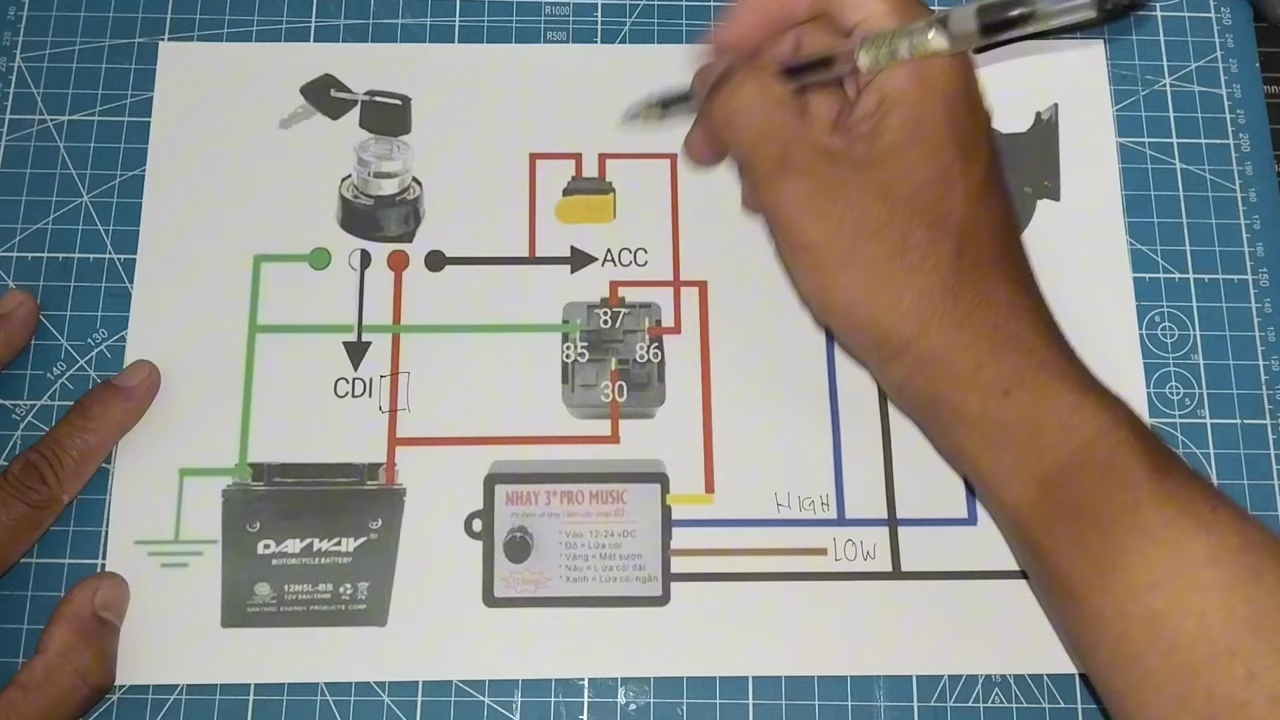 R1000
R500
ACC
87
85
86
30
CDI
HIGH
LOW
DAYWAY
MOTORCYCLE BATTERY
12N5L-BS
NHAY 3+ PRO MUSIC
* Vào: 12-24 vDC
* Đỏ = Lửa còi
* Vàng = Mát sườn
* Nâu = Lửa còi dài
* Xanh = Lửa còi ngắn